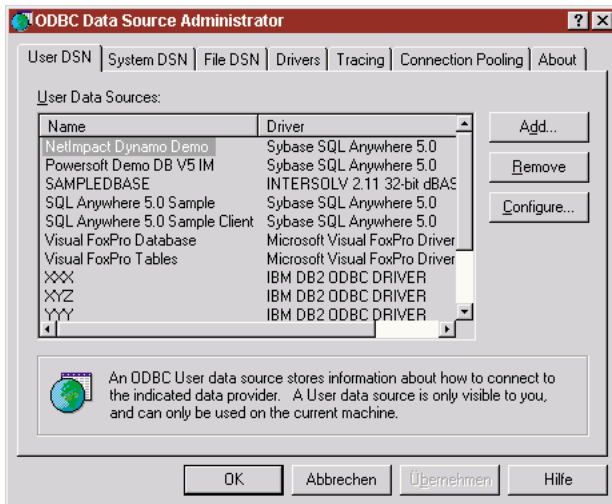 ODBC Data Source Administrator
User DSN System DSN File DSN Drivers Tracing Connection Pooling About
User Data Sources:
Name Driver
NetImpact Dynamo Demo Sybase SQL Anywhere 5.0
Powersoft Demo DB V5 IM Sybase SQL Anywhere 5.0
SAMPLEDBASE INTERSOLV 2.11 32-bit dBAS
SQL Anywhere 5.0 Sample Sybase SQL Anywhere 5.0
SQL Anywhere 5.0 Sample Client Sybase SQL Anywhere 5.0
Visual FoxPro Database Microsoft Visual FoxPro Driver
Visual FoxPro Tables Microsoft Visual FoxPro Driver
XXX IBM DB2 ODBC DRIVER
XYZ IBM DB2 ODBC DRIVER
YYY IBM DB2 ODBC DRIVER
Add...
Remove
Configure...
An ODBC User data source stores information about how to connect to
the indicated data provider. A User data source is only visible to you,
and can only be used on the current machine.
OK Abbrechen Übernehmen Hilfe